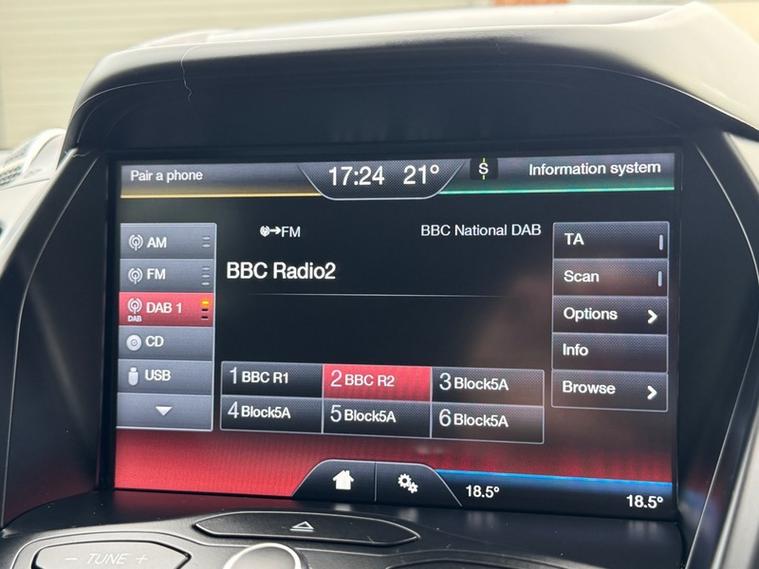 Pair a phone
17:24 21°
S
Information system
AM
FM
DAB 1
DAB
CD
USB
FM
BBC National DAB
BBC Radio2
1 BBC R1
2 BBC R2
3 Block5A
4 Block5A
5 Block5A
6 Block5A
TA
Scan
Options
Info
Browse
18.5°
18.5°
– TUNE +